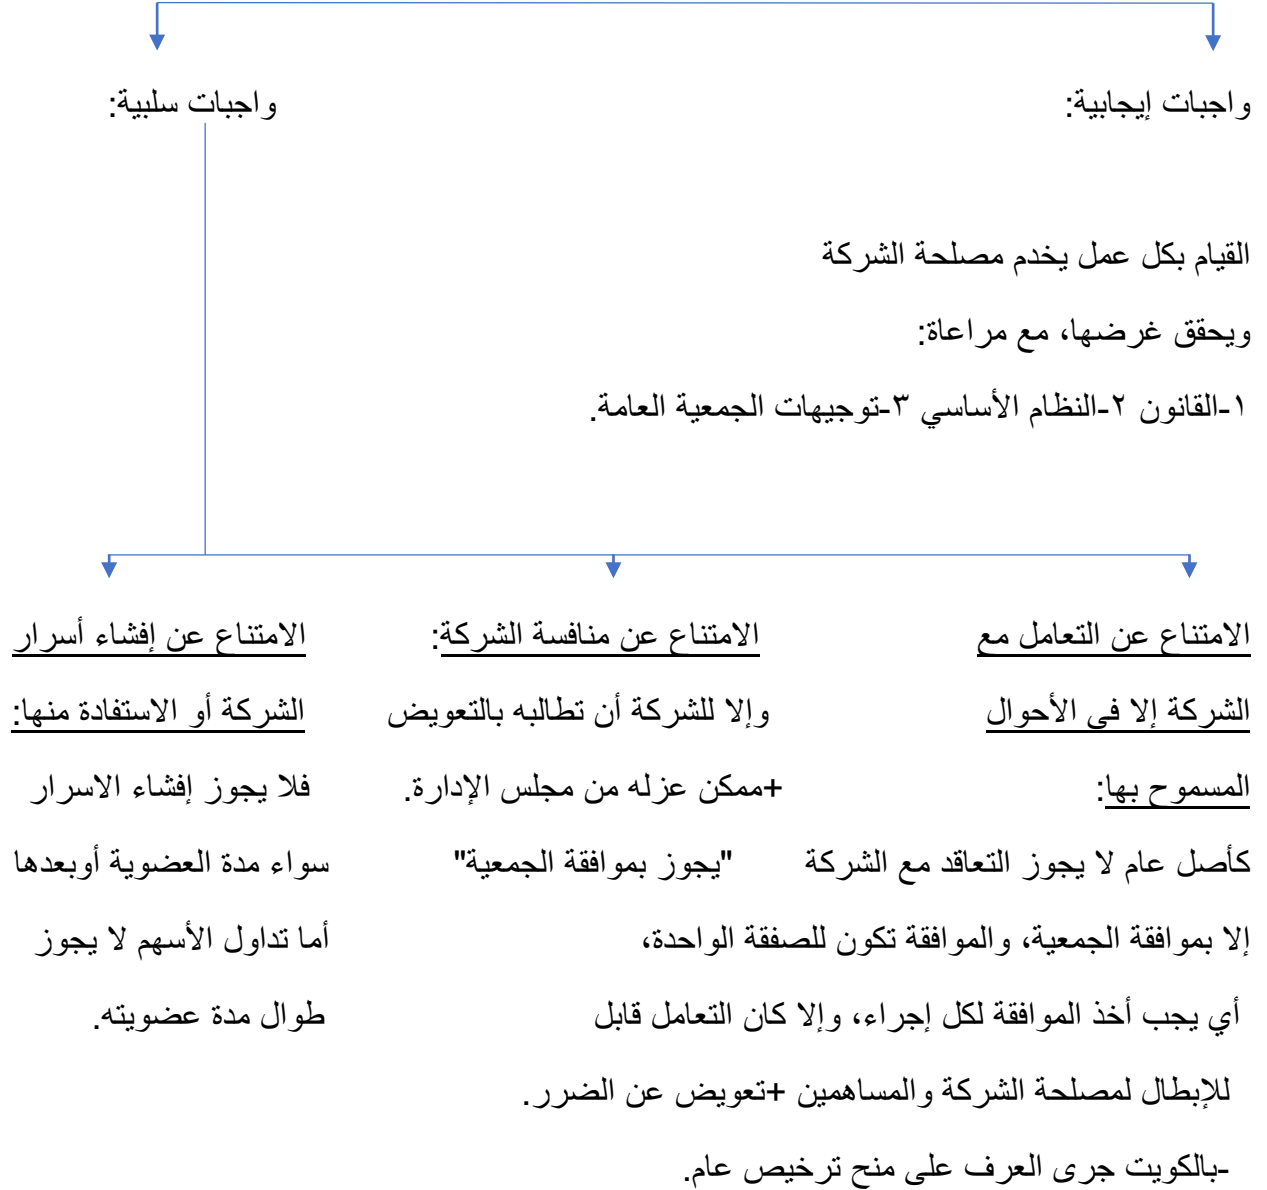 واجبات إيجابية:
واجبات سلبية:
القيام بكل عمل يخدم مصلحة الشركة
ويحقق غرضها، مع مراعاة:
١-القانون ٢-النظام الأساسي ٣-توجيهات الجمعية العامة.
الامتناع عن التعامل مع
الشركة إلا في الأحوال
المسموح بها:
كأصل عام لا يجوز التعاقد مع الشركة
إلا بموافقة الجمعية، والموافقة تكون للصفقة الواحدة،
أي يجب أخذ الموافقة لكل إجراء، وإلا كان التعامل قابل
للإبطال لمصلحة الشركة والمساهمين +تعويض عن الضرر.
-بالكويت جرى العرف على منح ترخيص عام.
الامتناع عن منافسة الشركة:
وإلا للشركة أن تطالبه بالتعويض
+ممكن عزله من مجلس الإدارة.
"يجوز بموافقة الجمعية"
الامتناع عن إفشاء أسرار
الشركة أو الاستفادة منها:
فلا يجوز إفشاء الاسرار
سواء مدة العضوية أوبعدها
أما تداول الأسهم لا يجوز
طوال مدة عضويته.